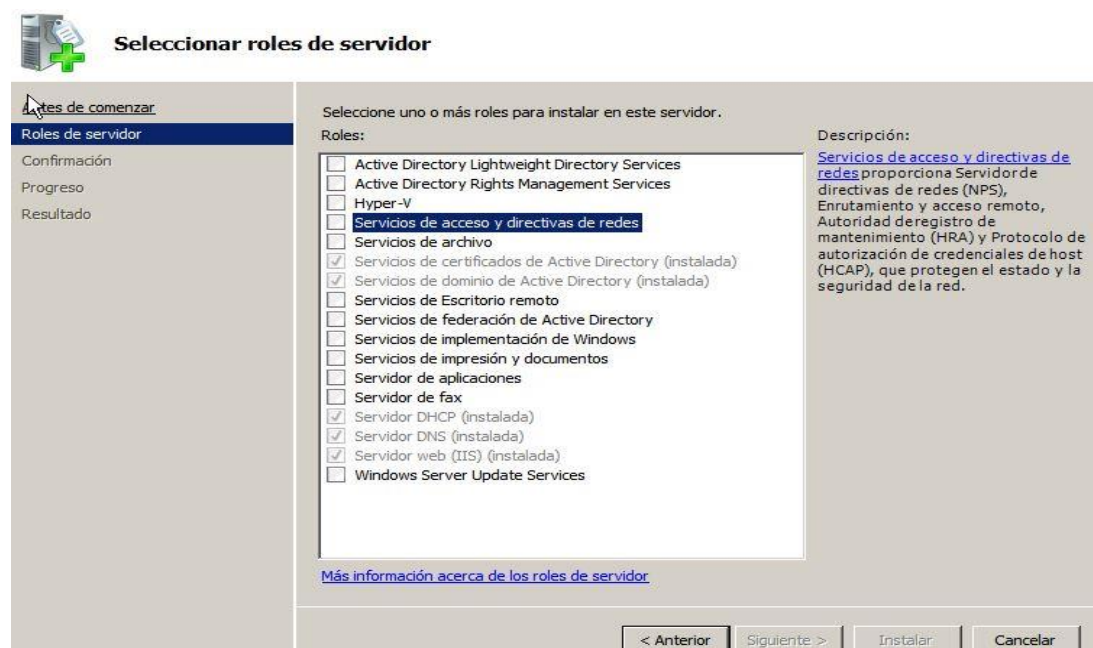 Seleccionar roles de servidor
Antes de comenzar
Roles de servidor
Confirmación
Progreso
Resultado
Seleccione uno o más roles para instalar en este servidor.
Roles:
Active Directory Lightweight Directory Services
Active Directory Rights Management Services
Hyper-V
Servicios de acceso y directivas de redes
Servicios de archivo
Servicios de certificados de Active Directory (instalada)
Servicios de dominio de Active Directory (instalada)
Servicios de Escritorio remoto
Servicios de federación de Active Directory
Servicios de implementación de Windows
Servicios de impresión y documentos
Servidor de aplicaciones
Servidor de fax
Servidor DHCP (instalada)
Servidor DNS (instalada)
Servidor web (IIS) (instalada)
Windows Server Update Services
Más información acerca de los roles de servidor
Descripción:
Servicios de acceso y directivas de
redes proporciona Servidor de
directivas de redes (NPS),
Enrutamiento y acceso remoto,
Autoridad de registro de
mantenimiento (HRA) y Protocolo de
autorización de credenciales de host
(HCAP), que protegen el estado y la
seguridad de la red.
< Anterior
Siguiente >
Instalar
Cancelar